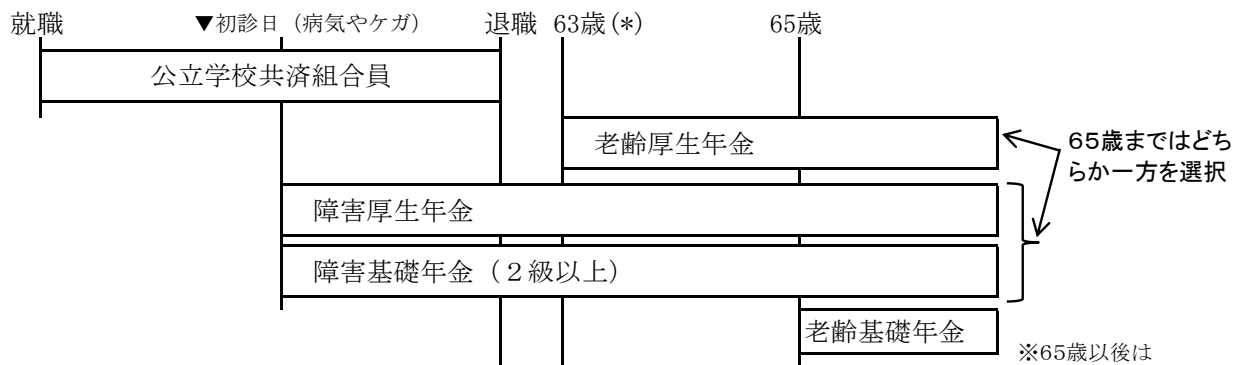 就職 ▼初診日（病気やケガ） 退職 63歳(*) 65歳
公立学校共済組合員
老齢厚生年金
65歳まではどち
らか一方を選択
障害厚生年金
障害基礎年金（２級以上）
老齢基礎年金
※65歳以後は